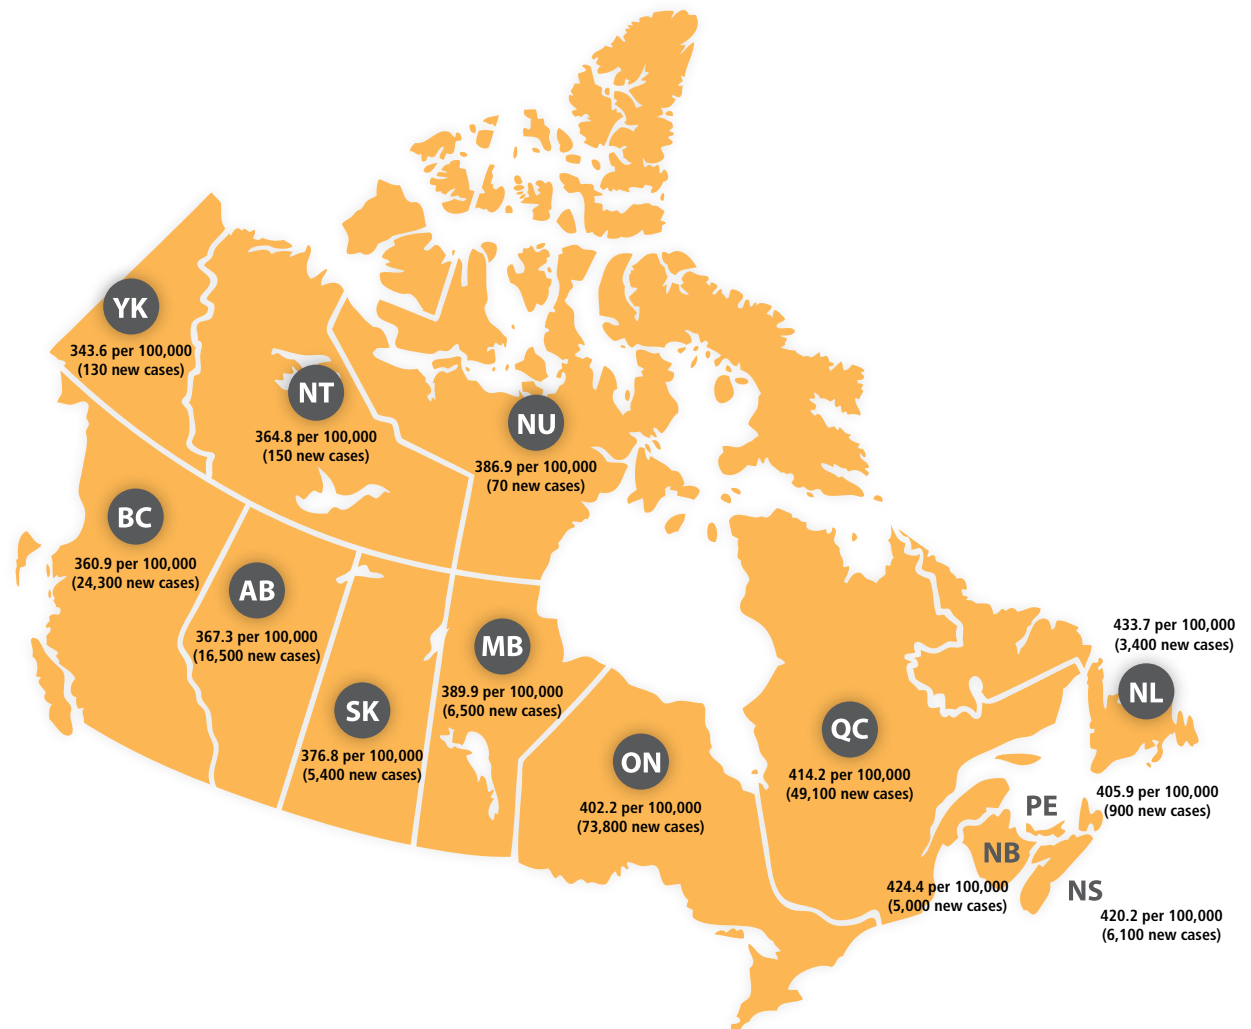 YK
343.6 per 100,000
(130 new cases)
NT
364.8 per 100,000
(150 new cases)
NU
386.9 per 100,000
(70 new cases)
BC
360.9 per 100,000
(24,300 new cases)
AB
367.3 per 100,000
(16,500 new cases)
SK
376.8 per 100,000
(5,400 new cases)
MB
389.9 per 100,000
(6,500 new cases)
ON
402.2 per 100,000
(73,800 new cases)
QC
414.2 per 100,000
(49,100 new cases)
433.7 per 100,000
(3,400 new cases)
NL
PE
405.9 per 100,000
(900 new cases)
NB
424.4 per 100,000
(5,000 new cases)
NS
420.2 per 100,000
(6,100 new cases)